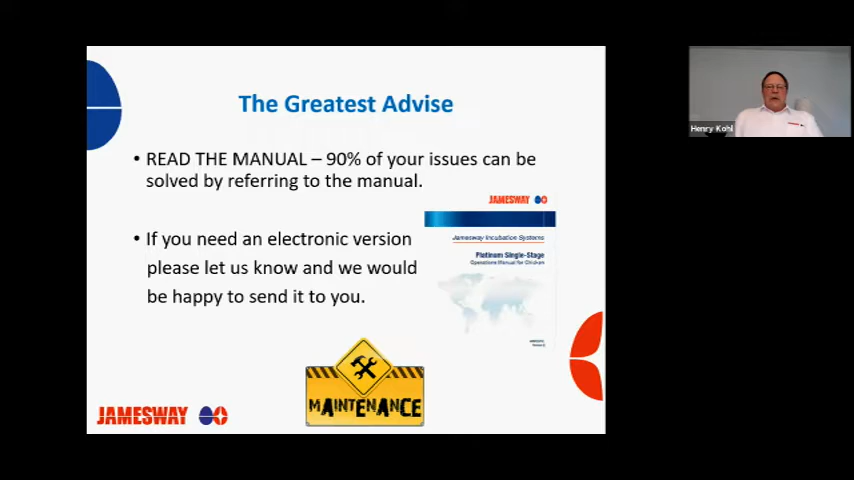 The Greatest Advise
• READ THE MANUAL – 90% of your issues can be
solved by referring to the manual.
JAMESWAY
Jamesway Incubation Systems
• If you need an electronic version
Platinum Single-Stage
Operations Manual for Chicken
please let us know and we would
be happy to send it to you.
MAINTENANCE
JAMESWAY
Henry Kohl